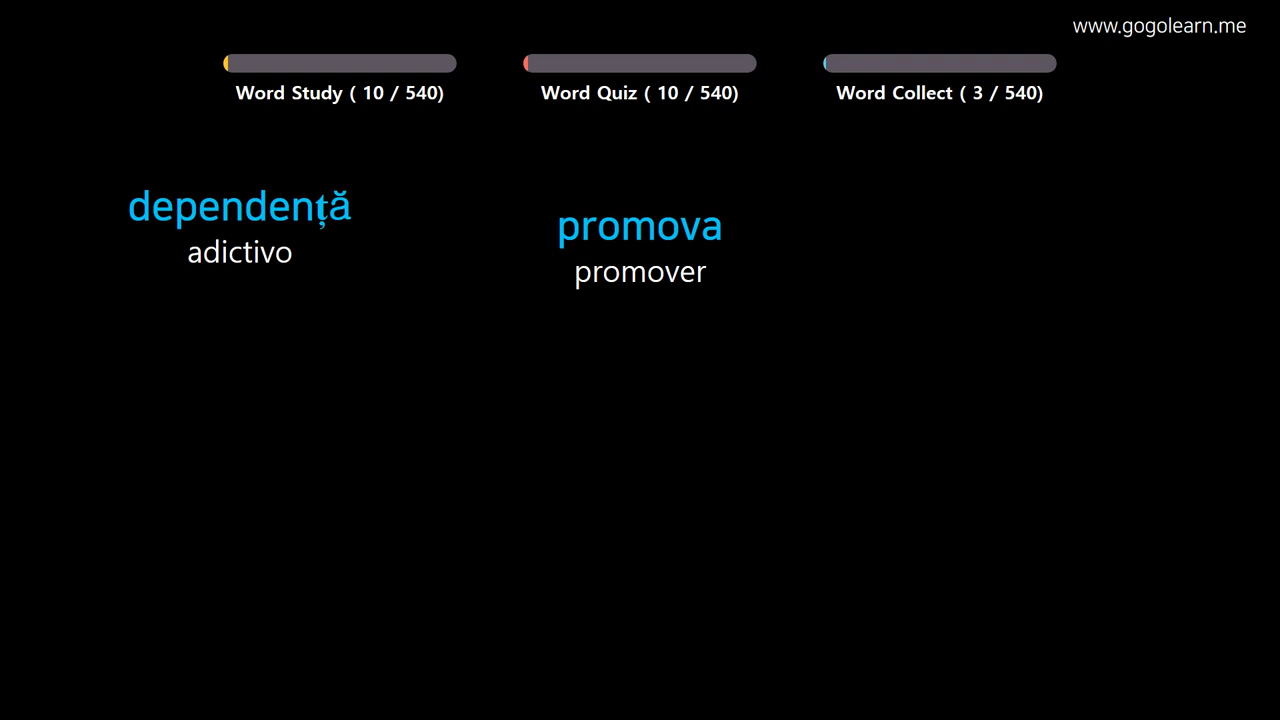 www.gogolearn.me
Word Study ( 10 / 540)
Word Quiz ( 10 / 540)
Word Collect ( 3 / 540)
dependență
adictivo
promova
promover